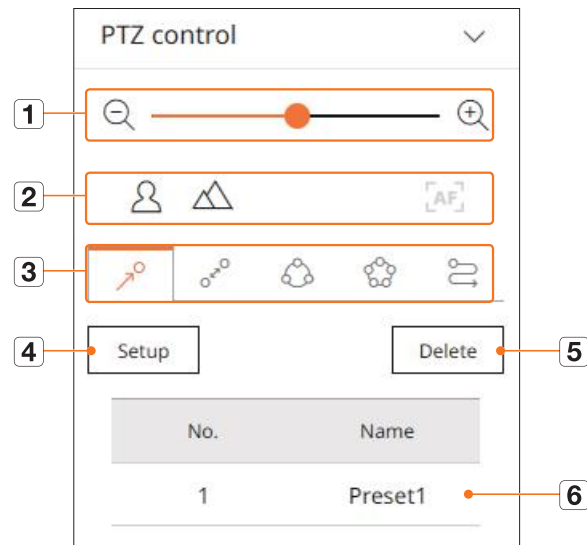 PTZ control
1
2
AF
3
4 Setup Delete 5
No. Name
1 Preset1 6